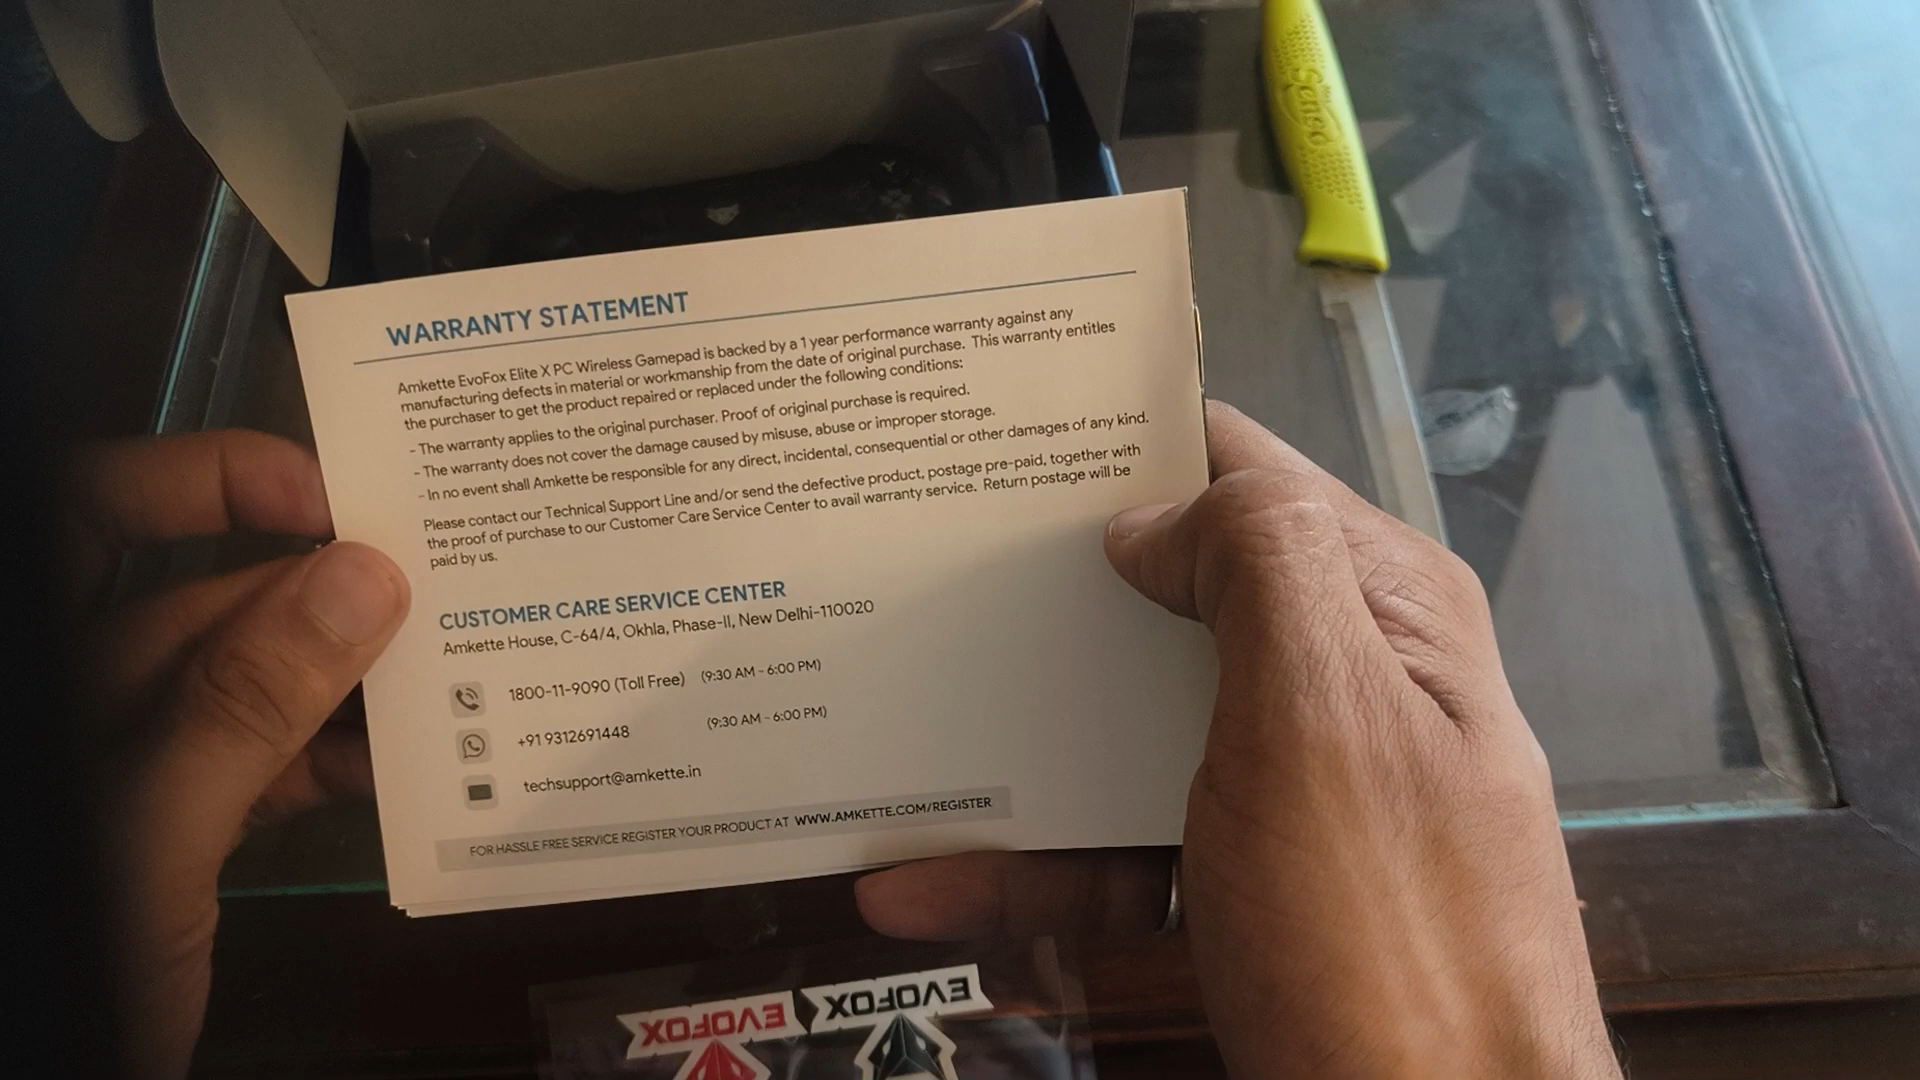 WARRANTY STATEMENT
Amkette EvoFox Elite X PC Wireless Gamepad is backed by a 1 year performance warranty against any
manufacturing defects in material or workmanship from the date of original purchase. This warranty entitles
the purchaser to get the product repaired or replaced under the following conditions:
- The warranty applies to the original purchaser. Proof of original purchase is required.
- The warranty does not cover the damage caused by misuse, abuse or improper storage.
- In no event shall Amkette be responsible for any direct, incidental, consequential or other damages of any kind.
Please contact our Technical Support Line and/or send the defective product, postage pre-paid, together with
the proof of purchase to our Customer Care Service Center to avail warranty service. Return postage will be
paid by us.
CUSTOMER CARE SERVICE CENTER
Amkette House, C-64/4, Okhla, Phase-II, New Delhi-110020
1800-11-9090 (Toll Free) (9:30 AM - 6:00 PM)
+91 9312691448 (9:30 AM - 6:00 PM)
techsupport@amkette.in
FOR HASSLE FREE SERVICE REGISTER YOUR PRODUCT AT WWW.AMKETTE.COM/REGISTER
EVOFOX
EVOFOX